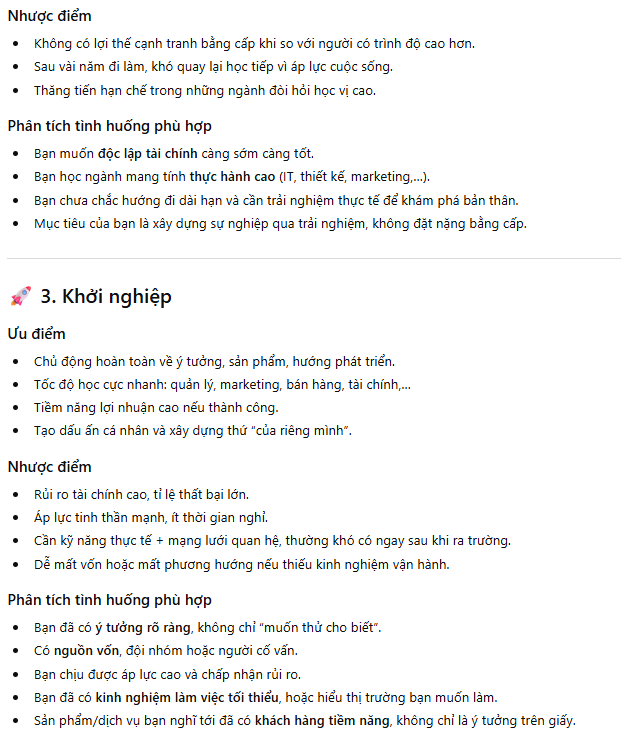 Nhược điểm
Không có lợi thế cạnh tranh bằng cấp khi so với người có trình độ cao hơn.
Sau vài năm đi làm, khó quay lại học tiếp vì áp lực cuộc sống.
Thăng tiến hạn chế trong những ngành đòi hỏi học vị cao.
Phân tích tình huống phù hợp
Bạn muốn độc lập tài chính càng sớm càng tốt.
Bạn học ngành mang tính thực hành cao (IT, thiết kế, marketing,...).
Bạn chưa chắc hướng đi dài hạn và cần trải nghiệm thực tế để khám phá bản thân.
Mục tiêu của bạn là xây dựng sự nghiệp qua trải nghiệm, không đặt nặng bằng cấp.
🚀 3. Khởi nghiệp
Ưu điểm
Chủ động hoàn toàn về ý tưởng, sản phẩm, hướng phát triển.
Tốc độ học cực nhanh: quản lý, marketing, bán hàng, tài chính,...
Tiềm năng lợi nhuận cao nếu thành công.
Tạo dấu ấn cá nhân và xây dựng thứ “của riêng mình”.
Nhược điểm
Rủi ro tài chính cao, tỉ lệ thất bại lớn.
Áp lực tinh thần mạnh, ít thời gian nghỉ.
Cần kỹ năng thực tế + mạng lưới quan hệ, thường khó có ngay sau khi ra trường.
Dễ mất vốn hoặc mất phương hướng nếu thiếu kinh nghiệm vận hành.
Phân tích tình huống phù hợp
Bạn đã có ý tưởng rõ ràng, không chỉ “muốn thử cho biết”.
Có nguồn vốn, đội nhóm hoặc người cố vấn.
Bạn chịu được áp lực cao và chấp nhận rủi ro.
Bạn đã có kinh nghiệm làm việc tối thiểu, hoặc hiểu thị trường bạn muốn làm.
Sản phẩm/dịch vụ bạn nghĩ tới đã có khách hàng tiềm năng, không chỉ là ý tưởng trên giấy.